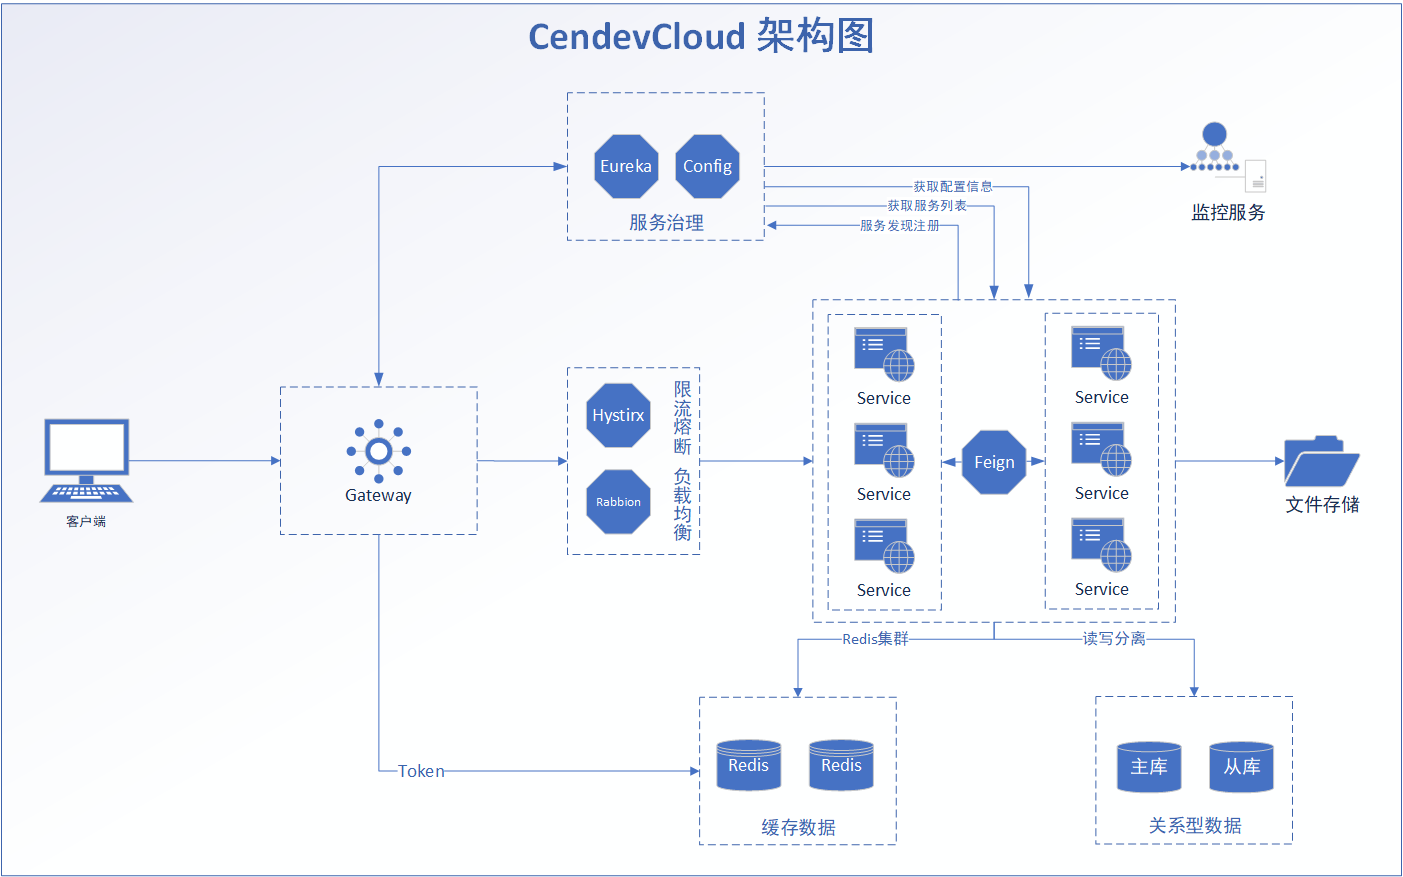 CendevCloud 架构图
Eureka
Config
服务治理
获取配置信息
获取服务列表
服务发现注册
监控服务
客户端
Gateway
Hystirx
Rabbion
限流熔断 负载均衡
Service
Service
Service
Feign
Service
Service
Service
文件存储
Redis集群
读写分离
Token
Redis
Redis
缓存数据
主库
从库
关系型数据